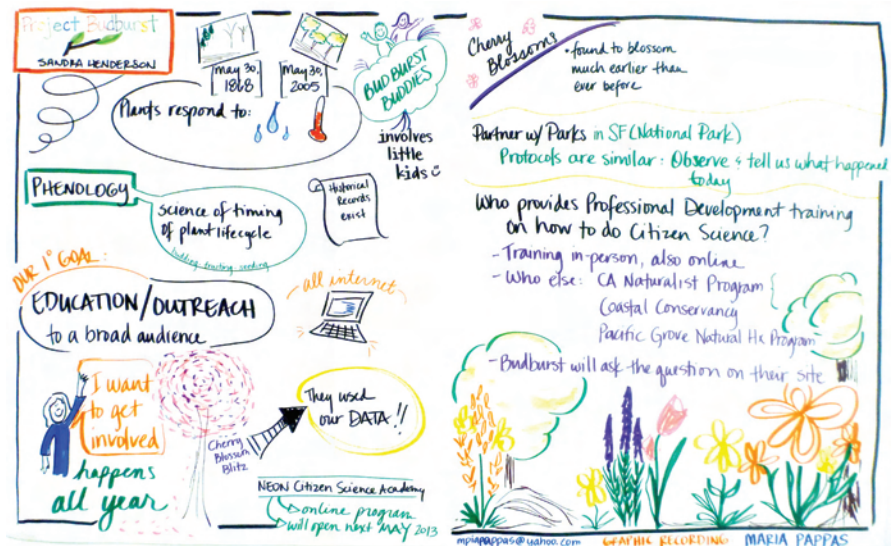 Project Budburst
SANDRA HENDERSON
May 30,
1868
May 30,
2005
BUDBURST
BUDDIES
involves
little
kids
Plants respond to:
PHENOLOGY
Science of timing
of plant lifecycle
budding, fruiting, seeding
Historical
Records
exist
OUR 1° GOAL:
EDUCATION/OUTREACH
to a broad audience
all internet
I want
to get
involved
happens
all year
Cherry
Blossom
Blitz
They used
our DATA!!
NEON Citizen Science Academy
online program
will open next MAY 2013
Cherry
Blossoms
• found to blossom
much earlier than
ever before
Partner w/ Parks in SF (National Park)
Protocols are similar: Observe & tell us what happened
today
Who provides Professional Development training
on how to do Citizen Science?
- Training in-person, also online
- Who else: CA Naturalist Program
Coastal Conservancy
Pacific Grove Natural Hx Program
- Budburst will ask the question on their site
mpiapappas@yahoo.com GRAPHIC RECORDING MARIA PAPPAS